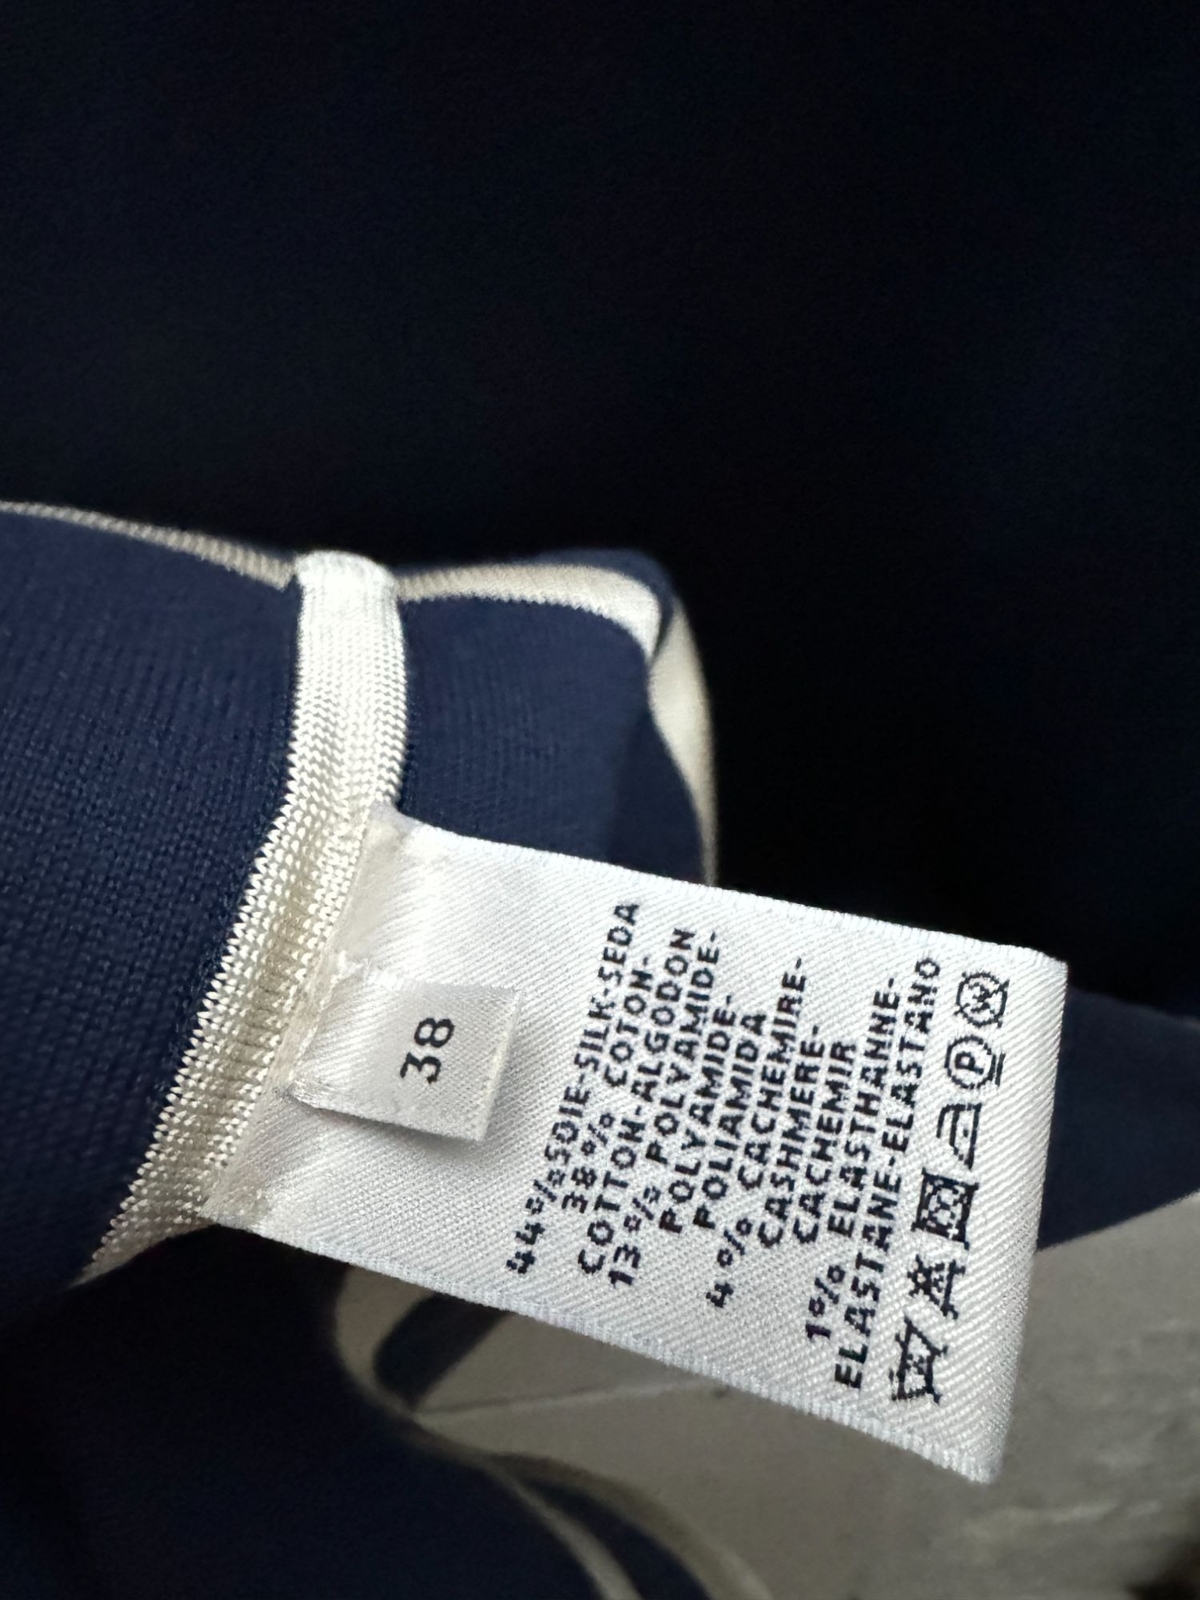 38
44%SOIE-SILK-SEDA
38% COTON-
COTTON-ALGODON
13% POLYAMIDE-
POLYAMIDE-
POLIAMIDA
4% CACHEMIRE-
CASHMERE-
CACHEMIR
1% ELASTHANNE-
ELASTANE-ELASTANO
P
W